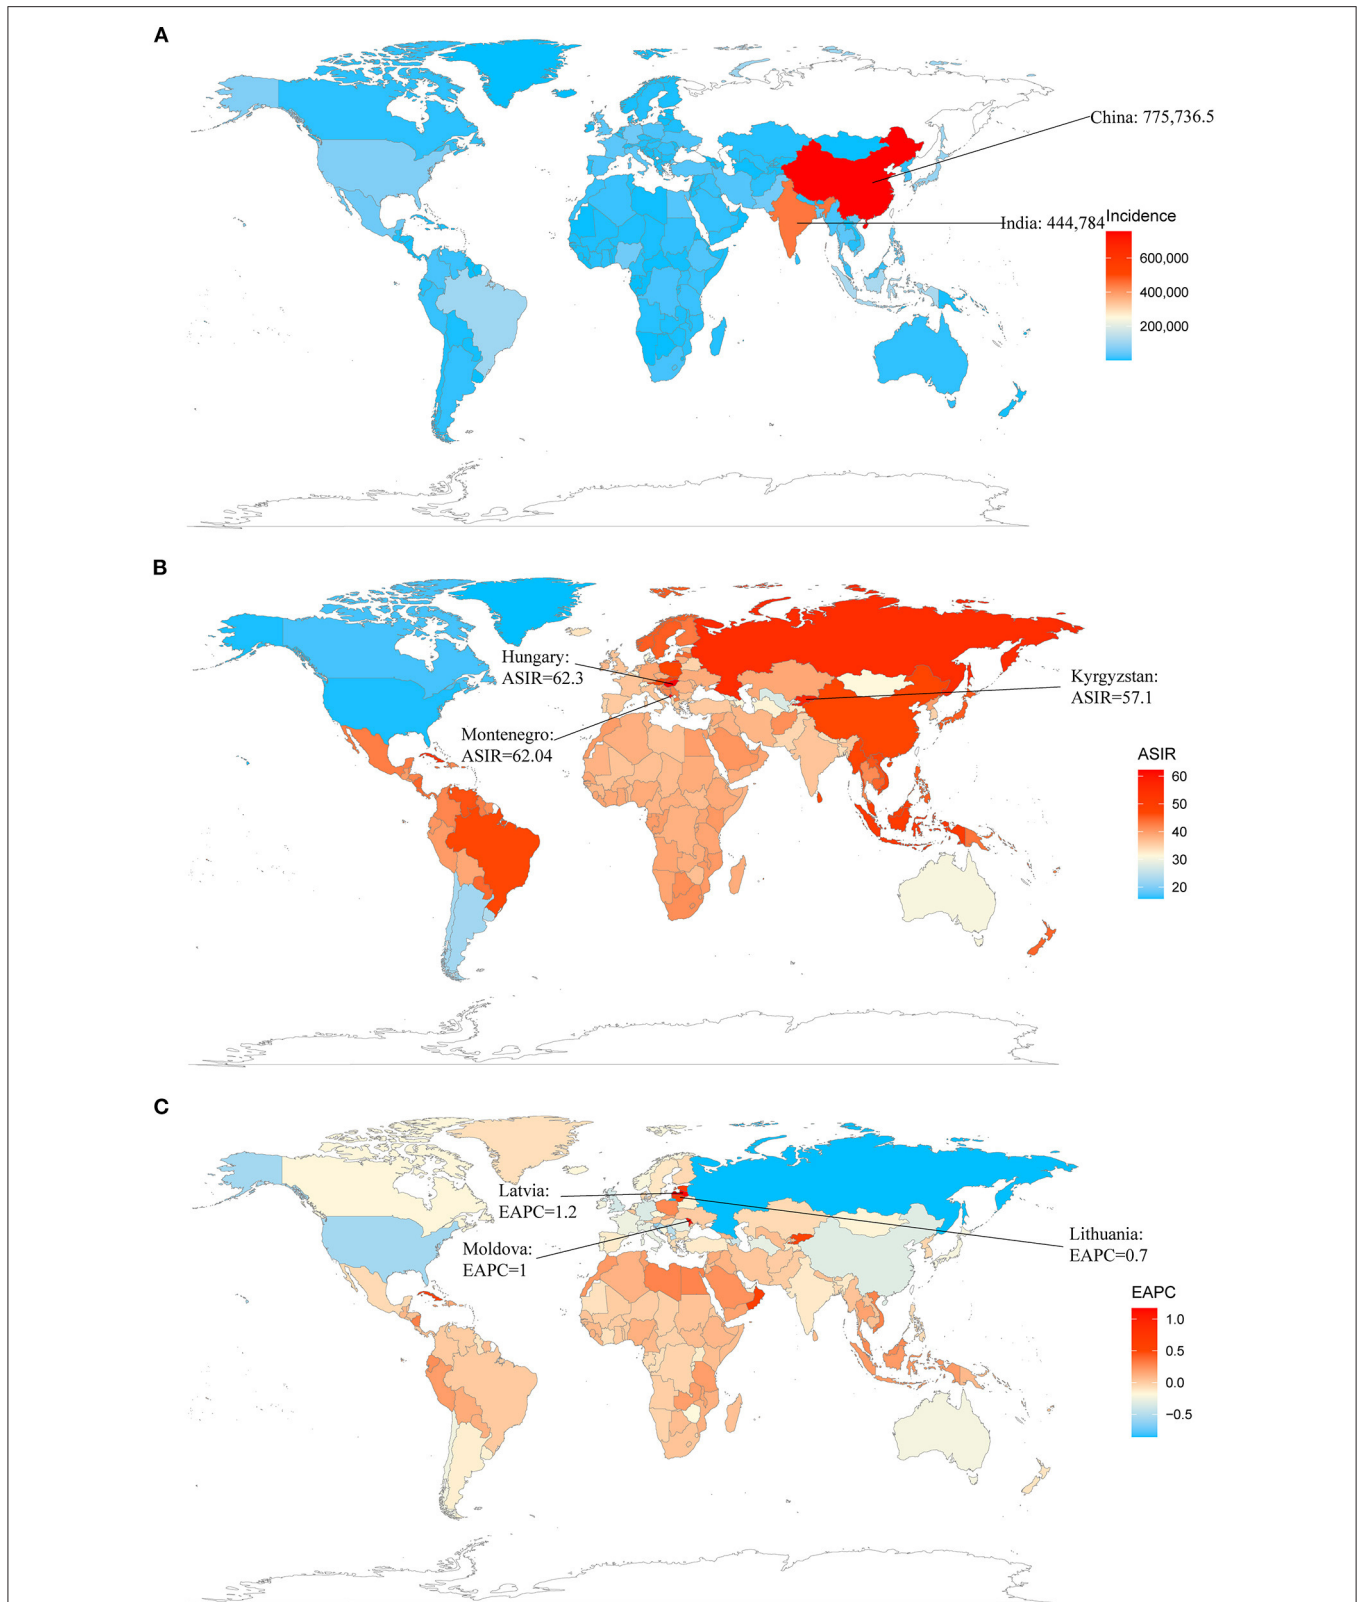 A
China: 775,736.5
India: 444,784
Incidence
600,000
400,000
200,000
B
Hungary:
ASIR=62.3
Kyrgyzstan:
ASIR=57.1
Montenegro:
ASIR=62.04
ASIR
60
50
40
30
20
C
Latvia:
EAPC=1.2
Moldova:
EAPC=1
Lithuania:
EAPC=0.7
EAPC
1.0
0.5
0.0
−0.5